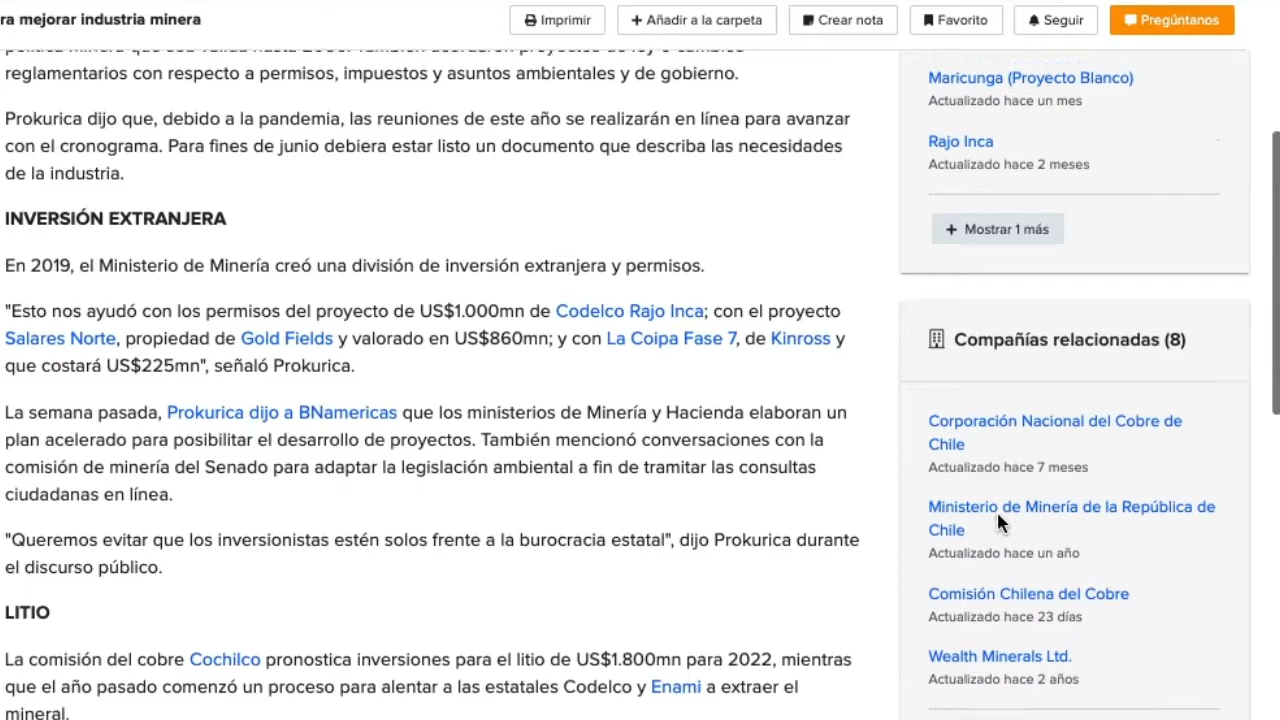 ra mejorar industria minera
Imprimir
+ Añadir a la carpeta
Crear nota
Favorito
Seguir
Pregúntanos
reglamentarios con respecto a permisos, impuestos y asuntos ambientales y de gobierno.
Prokurica dijo que, debido a la pandemia, las reuniones de este año se realizarán en línea para avanzar
con el cronograma. Para fines de junio debiera estar listo un documento que describa las necesidades
de la industria.
INVERSIÓN EXTRANJERA
En 2019, el Ministerio de Minería creó una división de inversión extranjera y permisos.
"Esto nos ayudó con los permisos del proyecto de US$1.000mn de Codelco Rajo Inca; con el proyecto
Salares Norte, propiedad de Gold Fields y valorado en US$860mn; y con La Coipa Fase 7, de Kinross y
que costará US$225mn", señaló Prokurica.
La semana pasada, Prokurica dijo a BNamericas que los ministerios de Minería y Hacienda elaboran un
plan acelerado para posibilitar el desarrollo de proyectos. También mencionó conversaciones con la
comisión de minería del Senado para adaptar la legislación ambiental a fin de tramitar las consultas
ciudadanas en línea.
"Queremos evitar que los inversionistas estén solos frente a la burocracia estatal", dijo Prokurica durante
el discurso público.
LITIO
La comisión del cobre Cochilco pronostica inversiones para el litio de US$1.800mn para 2022, mientras
que el año pasado comenzó un proceso para alentar a las estatales Codelco y Enami a extraer el
mineral.
Maricunga (Proyecto Blanco)
Actualizado hace un mes
Rajo Inca
Actualizado hace 2 meses
+ Mostrar 1 más
Compañías relacionadas (8)
Corporación Nacional del Cobre de
Chile
Actualizado hace 7 meses
Ministerio de Minería de la República de
Chile
Actualizado hace un año
Comisión Chilena del Cobre
Actualizado hace 23 días
Wealth Minerals Ltd.
Actualizado hace 2 años